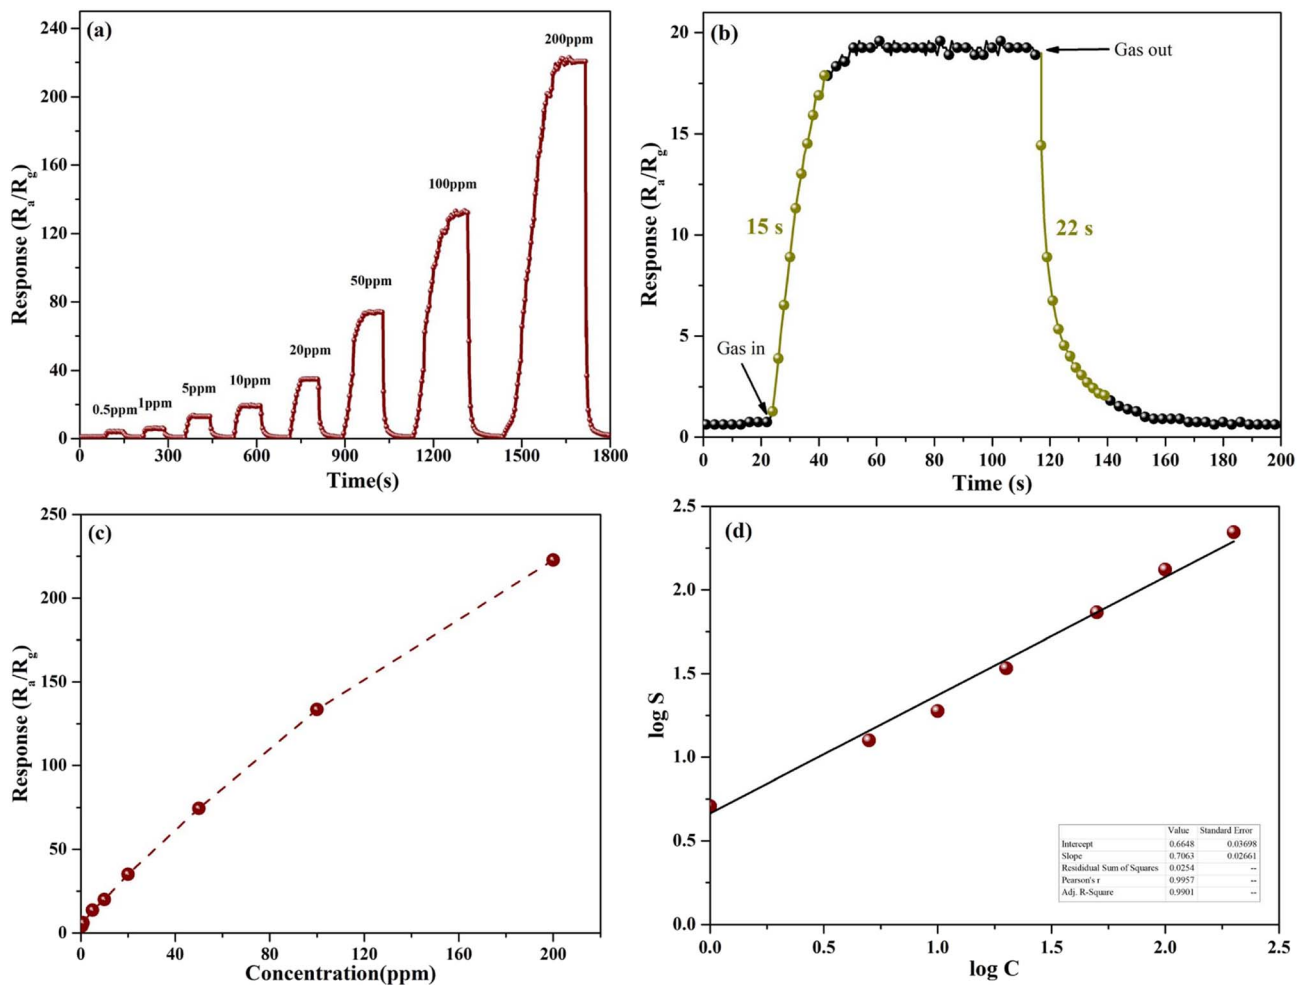 (a)
240
200
160
120
80
40
0
Response (Ra/Rg)
0.5ppm
1ppm
5ppm
10ppm
20ppm
50ppm
100ppm
200ppm
0 300 600 900 1200 1500 1800
Time(s)
(b)
20
15
10
5
0
Response (Ra/Rg)
Gas out
15 s
22 s
Gas in
0 20 40 60 80 100 120 140 160 180 200
Time (s)
(c)
250
200
150
100
50
0
Response (Ra/Rg)
0 40 80 120 160 200
Concentration(ppm)
(d)
2.5
2.0
1.5
1.0
0.5
0.0
log S
Value Standard Error
Intercept 0.6648 0.03698
Slope 0.7063 0.02661
Resididual Sum of Squares 0.0254 --
Pearson's r 0.9957 --
Adj. R-Square 0.9901 --
0.0 0.5 1.0 1.5 2.0 2.5
log C